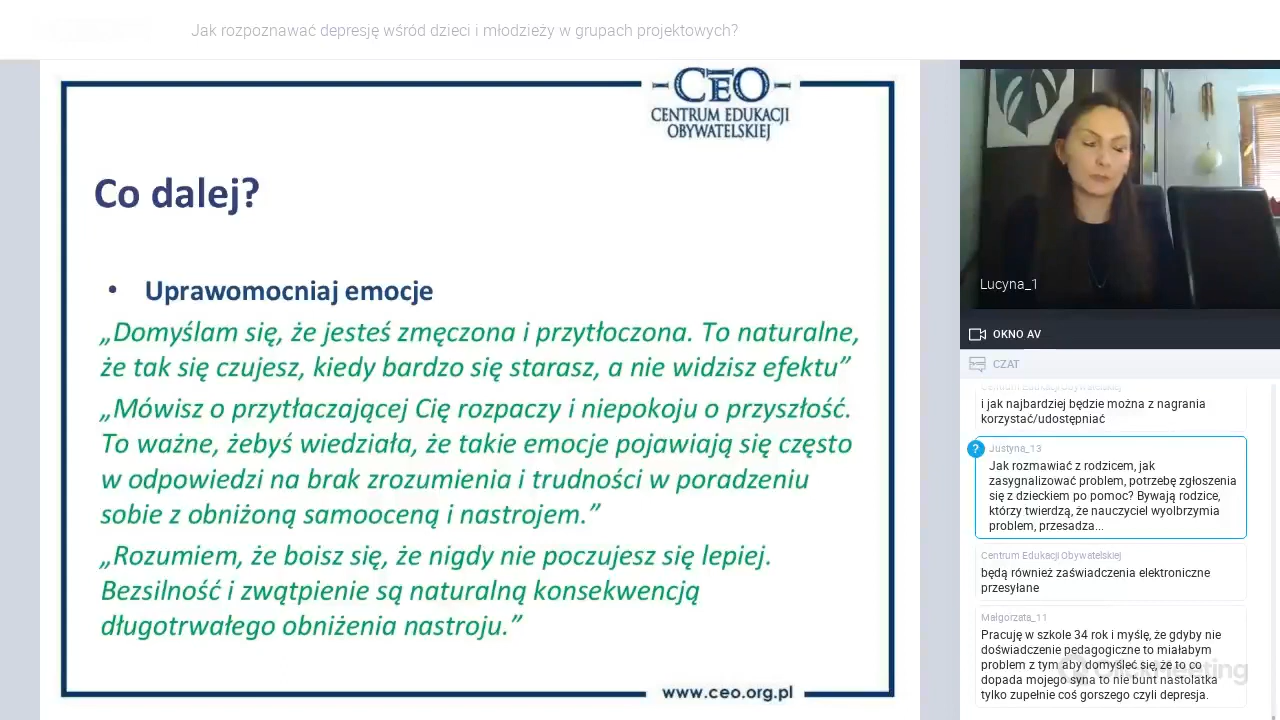 Jak rozpoznawać depresję wśród dzieci i młodzieży w grupach projektowych?
CEO
CENTRUM EDUKACJI
OBYWATELSKIEJ
Co dalej?
• Uprawomocniaj emocje
„Domyślam się, że jesteś zmęczona i przytłoczona. To naturalne,
że tak się czujesz, kiedy bardzo się starasz, a nie widzisz efektu”
„Mówisz o przytłaczającej Cię rozpaczy i niepokoju o przyszłość.
To ważne, żebyś wiedziała, że takie emocje pojawiają się często
w odpowiedzi na brak zrozumienia i trudności w poradzeniu
sobie z obniżoną samooceną i nastrojem.”
„Rozumiem, że boisz się, że nigdy nie poczujesz się lepiej.
Bezsilność i zwątpienie są naturalną konsekwencją
długotrwałego obniżenia nastroju.”
www.ceo.org.pl
Lucyna_1
OKNO AV
CZAT
Centrum Edukacji Obywatelskiej
i jak najbardziej będzie można z nagrania
korzystać/udostępniać
?
Justyna_13
Jak rozmawiać z rodzicem, jak
zasygnalizować problem, potrzebę zgłoszenia
się z dzieckiem po pomoc? Bywają rodzice,
którzy twierdzą, że nauczyciel wyolbrzymia
problem, przesadza...
Centrum Edukacji Obywatelskiej
będą również zaświadczenia elektroniczne
przesyłane
Małgorzata_11
Pracuję w szkole 34 rok i myślę, że gdyby nie
doświadczenie pedagogiczne to miałabym
problem z tym aby domyśleć się, że to co
dopada mojego syna to nie bunt nastolatka
tylko zupełnie coś gorszego czyli depresja.